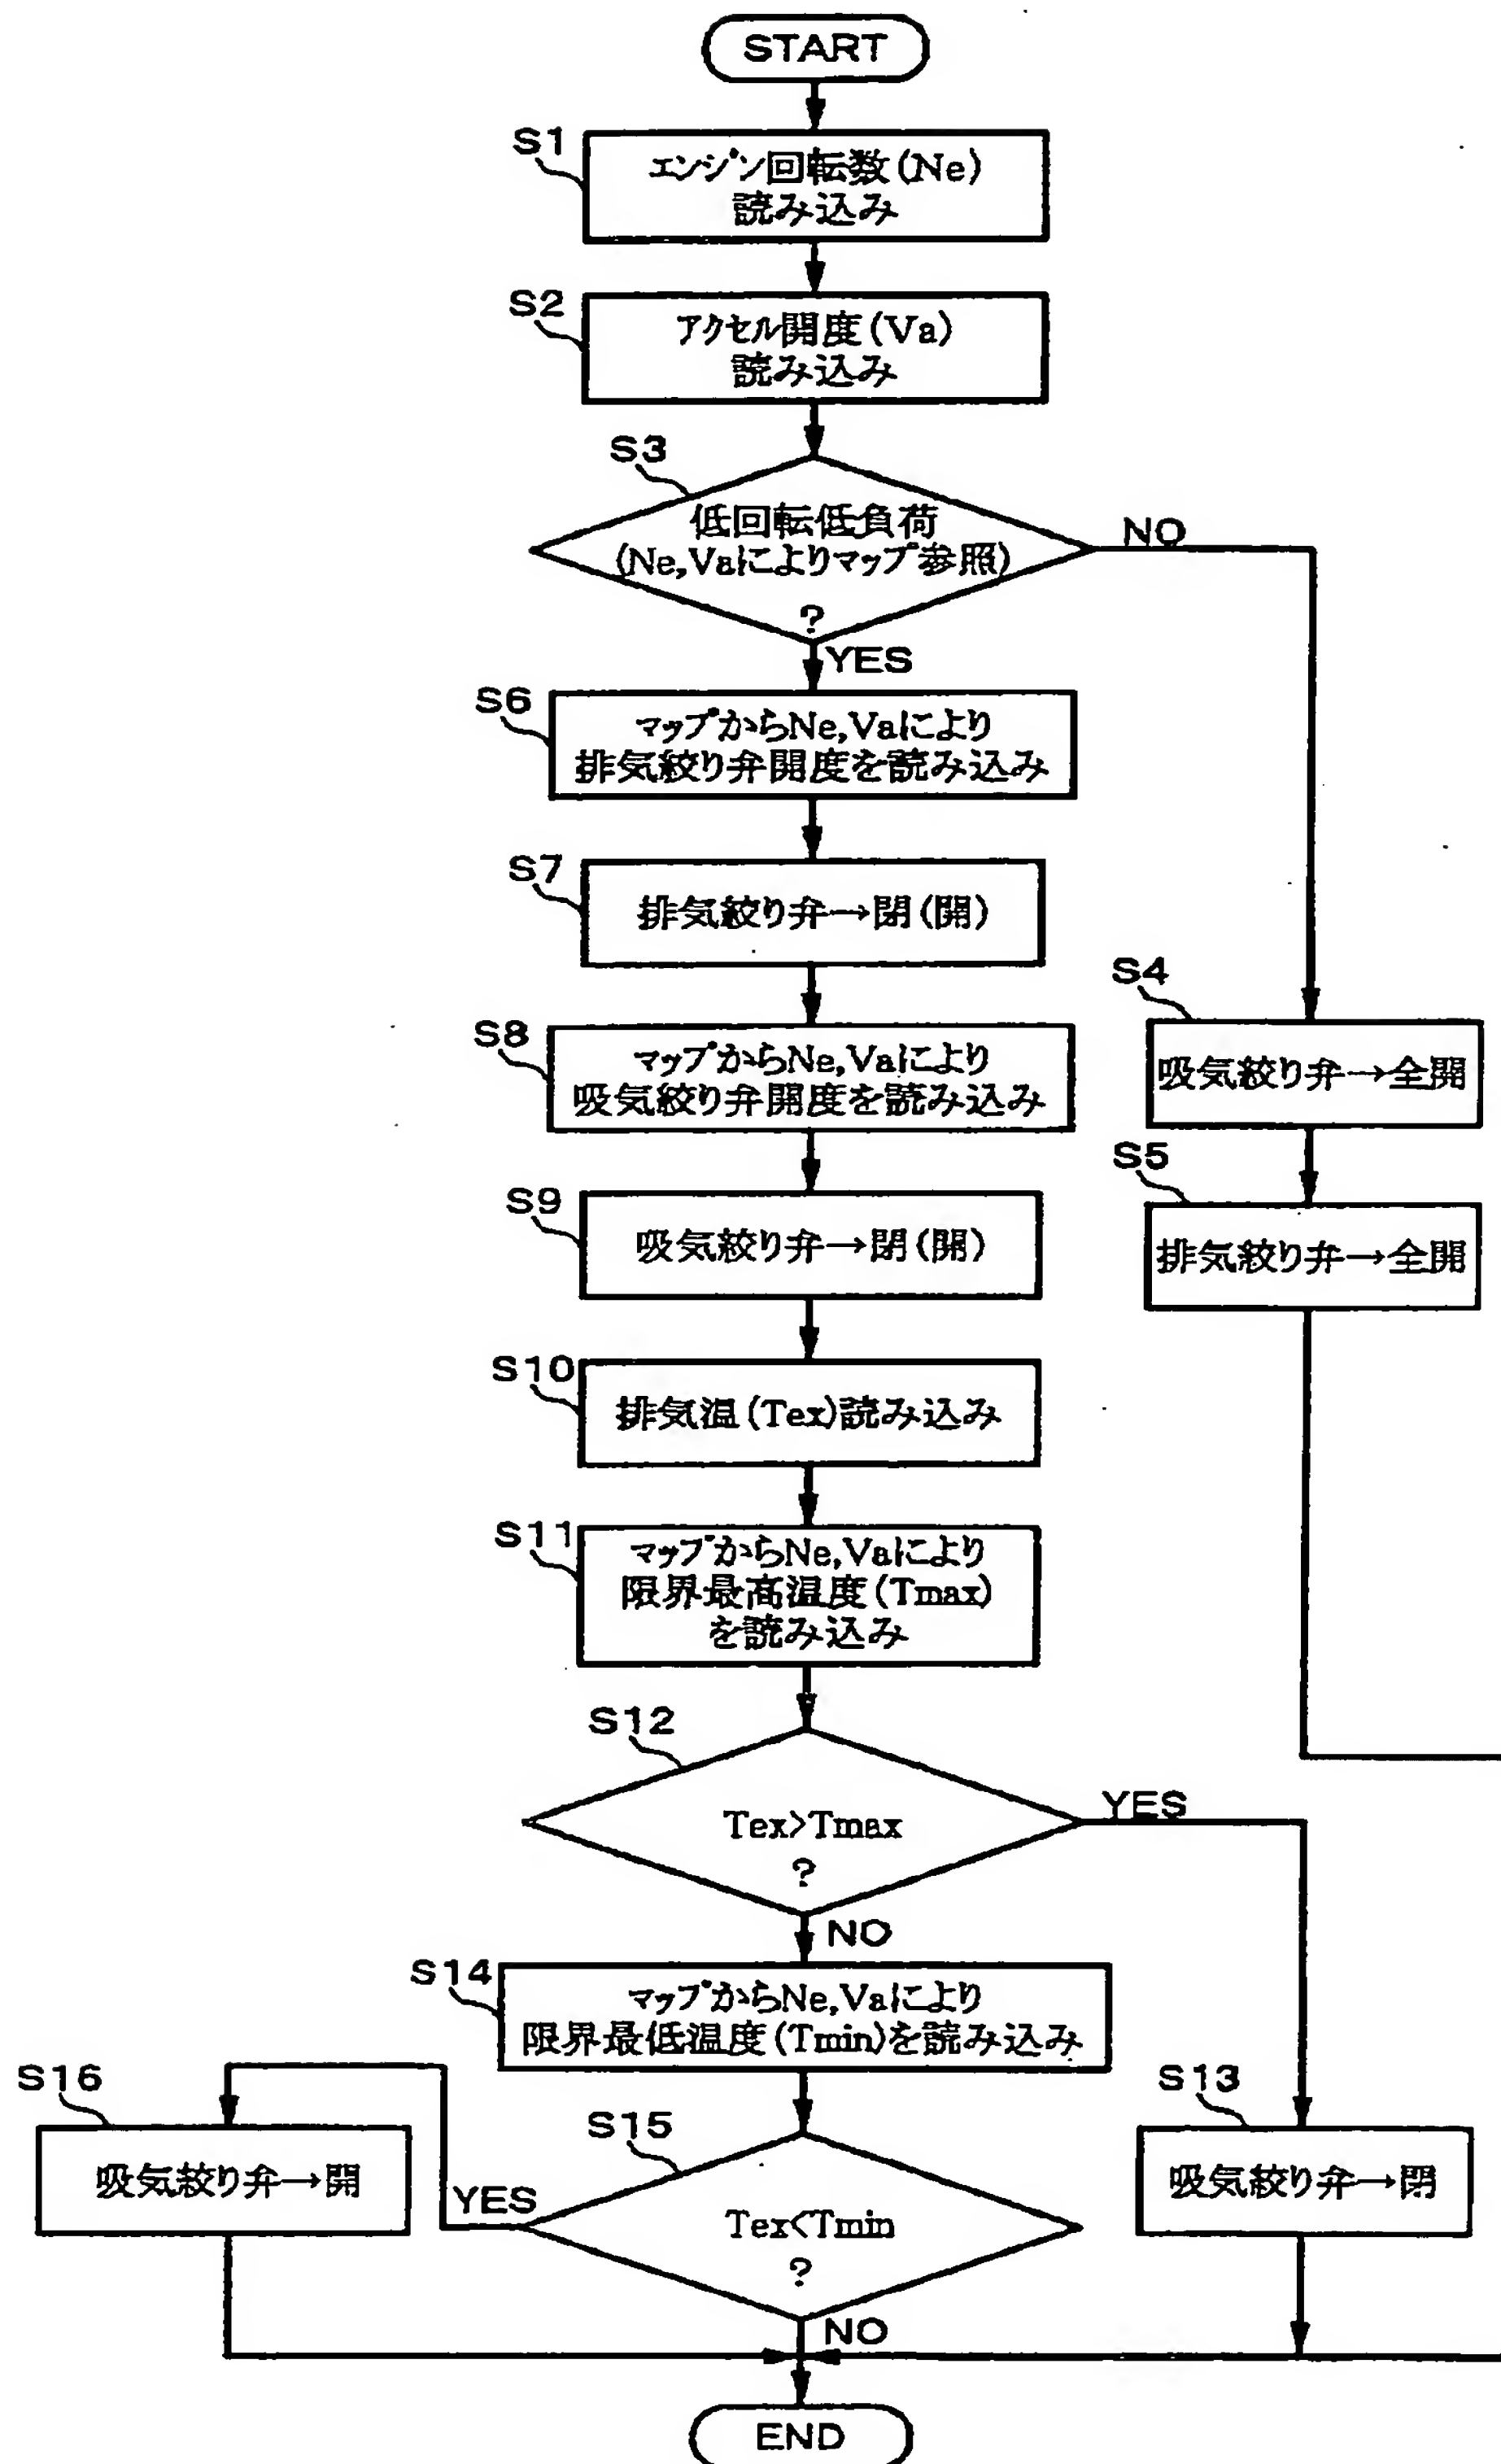 START
S1
エンジン回転数(Ne)
読み込み
S2
アクセル開度(Va)
読み込み
S3
低回転低負荷
(Ne,Vaによりマップ参照)
?
NO
YES
S6
マップからNe,Vaにより
排気絞り弁開度を読み込み
S7
排気絞り弁→閉(開)
S8
マップからNe,Vaにより
吸気絞り弁開度を読み込み
S4
吸気絞り弁→全開
S5
排気絞り弁→全開
S9
吸気絞り弁→閉(開)
S10
排気温(Tex)読み込み
S11
マップからNe,Vaにより
限界最高温度(Tmax)
を読み込み
S12
Tex>Tmax
?
YES
NO
S14
マップからNe,Vaにより
限界最低温度(Tmin)を読み込み
S16
吸気絞り弁→開
S15
YES
Tex<Tmin
?
S13
吸気絞り弁→閉
NO
END